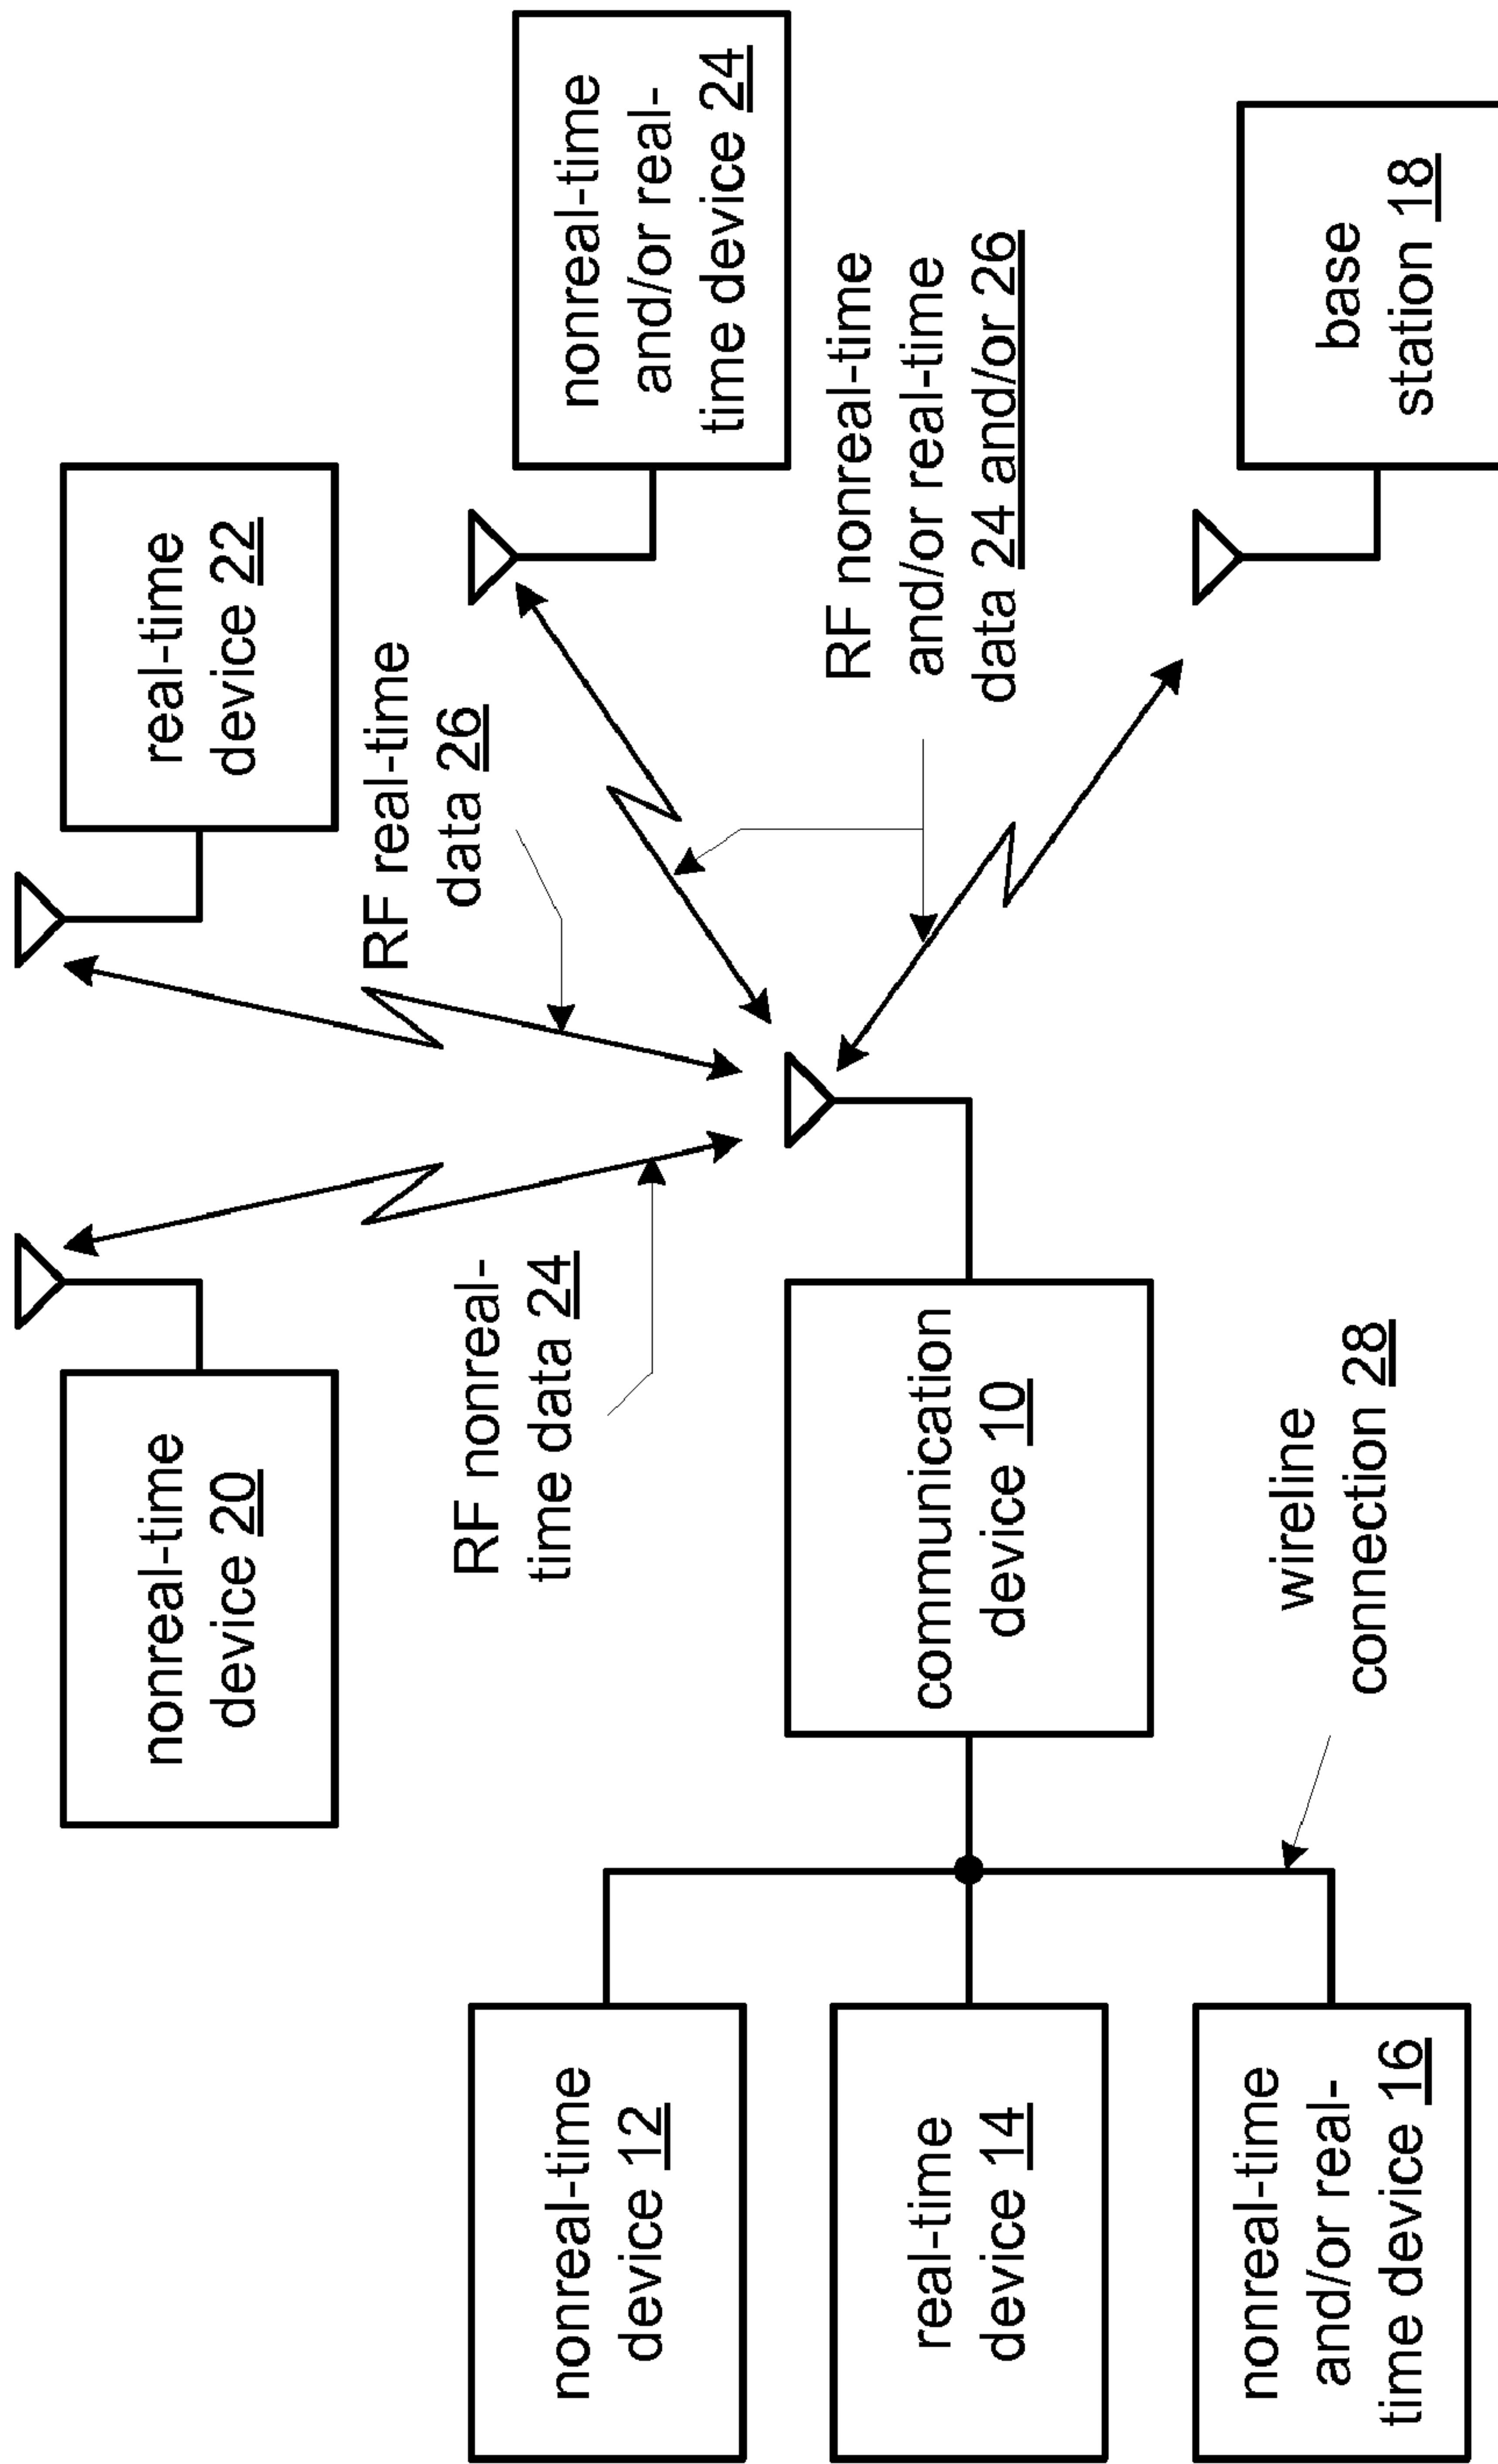 nonreal-time
device 20
real-time
device 22
RF nonreal-
time data 24
RF real-time
data 26
nonreal-time
and/or real-
time device 24
nonreal-time
device 12
real-time
device 14
nonreal-time
and/or real-
time device 16
communication
device 10
wireline
connection 28
RF nonreal-time
and/or real-time
data 24 and/or 26
base
station 18